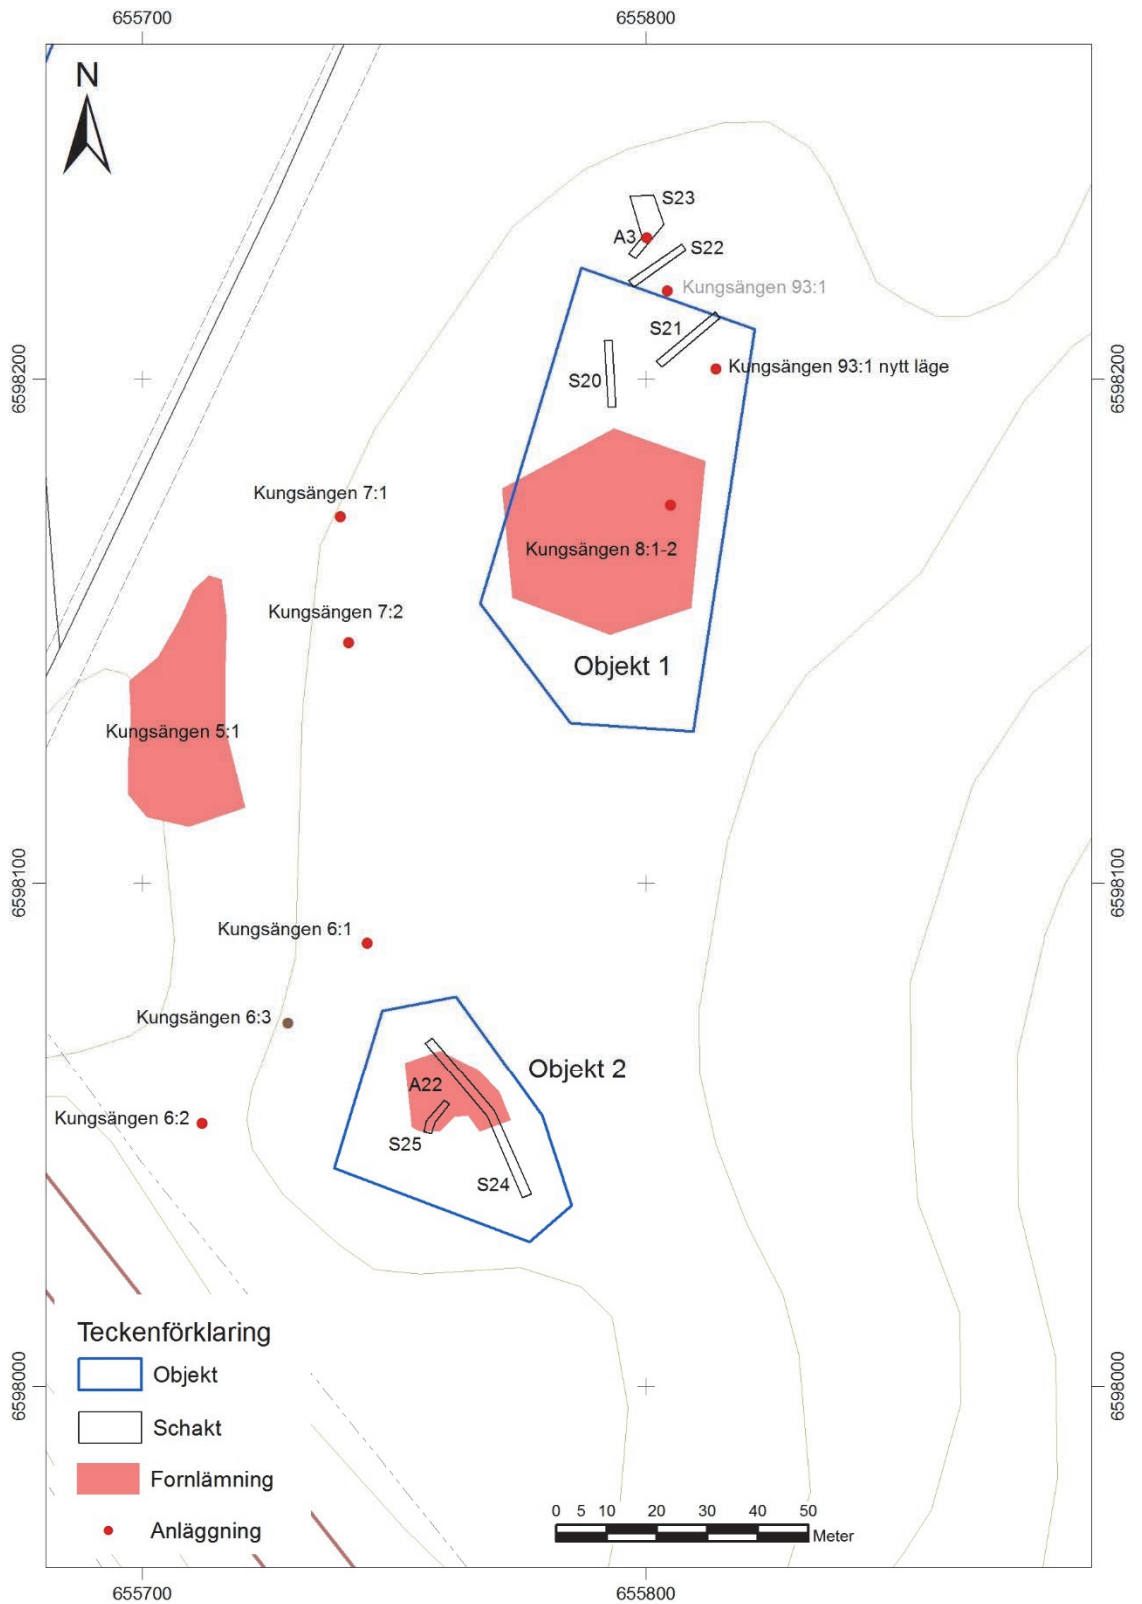 655700
655800
N
S23
A3
S22
Kungsängen 93:1
S21
Kungsängen 93:1 nytt läge
6598200
6598200
S20
Kungsängen 7:1
Kungsängen 8:1-2
Kungsängen 7:2
Objekt 1
Kungsängen 5:1
6598100
6598100
Kungsängen 6:1
Kungsängen 6:3
Objekt 2
A22
Kungsängen 6:2
S25
S24
Teckenförklaring
Objekt
6598000
6598000
Schakt
Fornlämning
Anläggning
0 5 10 20 30 40 50
Meter
655700
655800